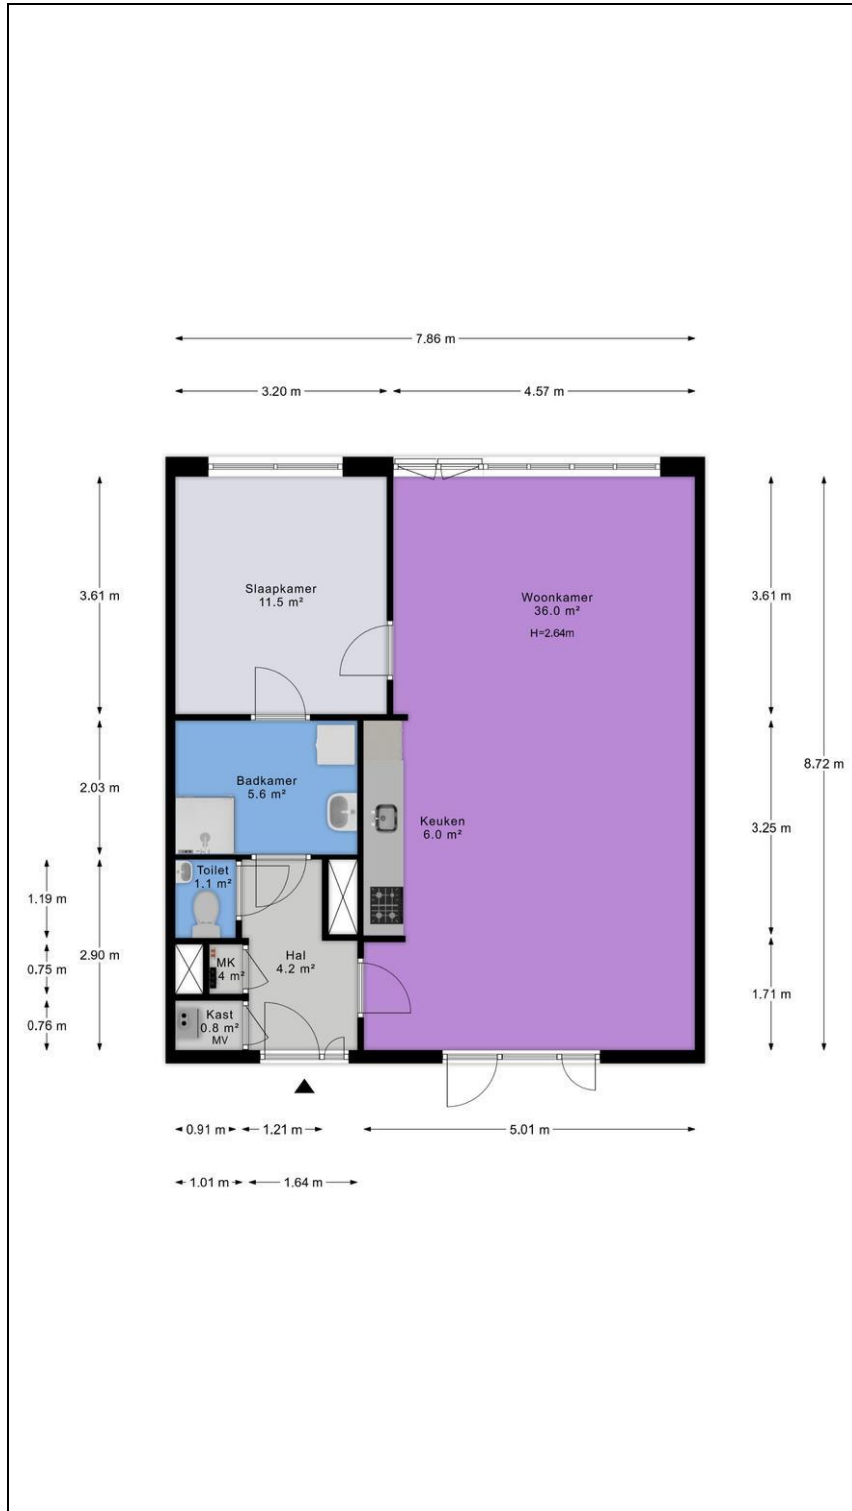 7.86 m
3.20 m
4.57 m
3.61 m
2.03 m
1.19 m
2.90 m
0.75 m
0.76 m
Slaapkamer
11.5 m²
Woonkamer
36.0 m²
H=2.64m
Badkamer
5.6 m²
Keuken
6.0 m²
Toilet
1.1 m²
MK
4 m²
Hal
4.2 m²
Kast
0.8 m²
MV
3.61 m
8.72 m
3.25 m
1.71 m
0.91 m
1.21 m
5.01 m
1.01 m
1.64 m